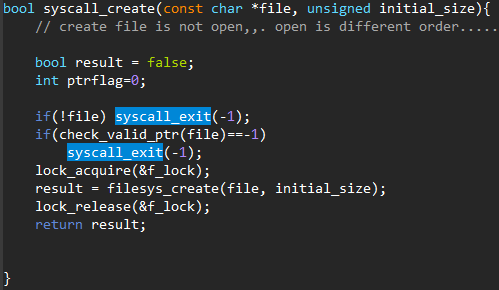 bool syscall_create(const char *file, unsigned initial_size){
// create file is not open,,. open is different order.....
bool result = false;
int ptrflag=0;
if(!file) syscall_exit(-1);
if(check_valid_ptr(file)==-1)
syscall_exit(-1);
lock_acquire(&f_lock);
result = filesys_create(file, initial_size);
lock_release(&f_lock);
return result;
}